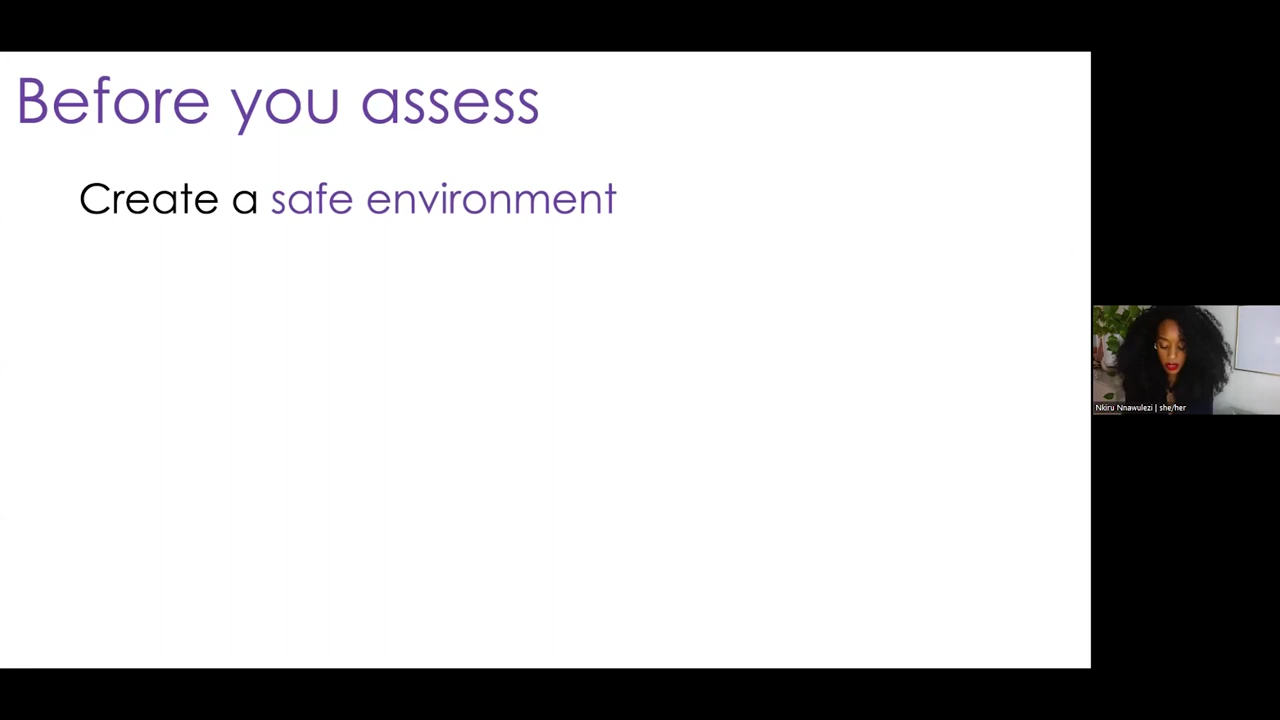 Before you assess
Create a safe environment
Nkiru Nnawulezi | she/her